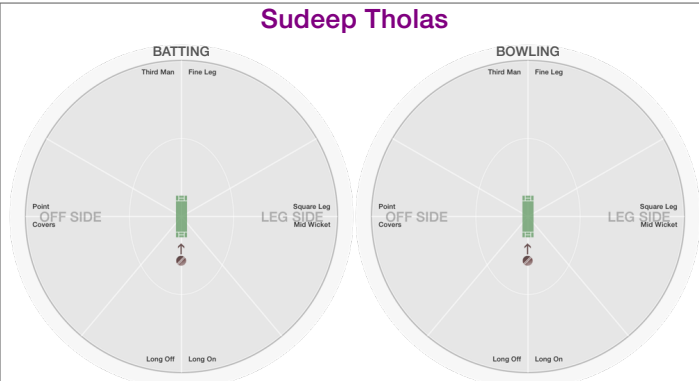 Sudeep Tholas
BATTING
Third Man Fine Leg
Point
OFF SIDE
Covers
Square Leg
LEG SIDE
Mid Wicket
Long Off Long On
BOWLING
Third Man Fine Leg
Point
OFF SIDE
Covers
Square Leg
LEG SIDE
Mid Wicket
Long Off Long On